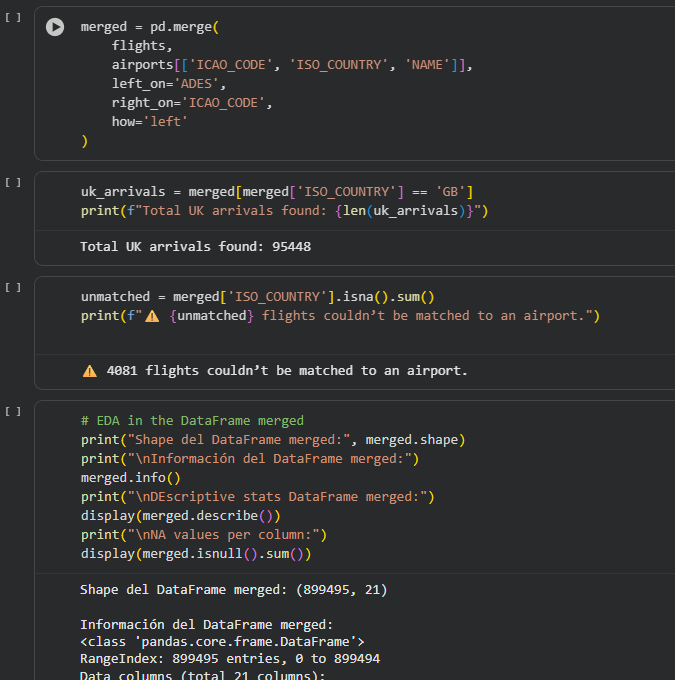 [ ]
merged = pd.merge(
    flights,
    airports[['ICAO_CODE', 'ISO_COUNTRY', 'NAME']],
    left_on='ADES',
    right_on='ICAO_CODE',
    how='left'
)
[ ]
uk_arrivals = merged[merged['ISO_COUNTRY'] == 'GB']
print(f"Total UK arrivals found: {len(uk_arrivals)}")
Total UK arrivals found: 95448
[ ]
unmatched = merged['ISO_COUNTRY'].isna().sum()
print(f"⚠️ {unmatched} flights couldn’t be matched to an airport.")
⚠️ 4081 flights couldn’t be matched to an airport.
[ ]
# EDA in the DataFrame merged
print("Shape del DataFrame merged:", merged.shape)
print("\nInformación del DataFrame merged:")
merged.info()
print("\nDEscriptive stats DataFrame merged:")
display(merged.describe())
print("\nNA values per column:")
display(merged.isnull().sum())
Shape del DataFrame merged: (899495, 21)
Información del DataFrame merged:
<class 'pandas.core.frame.DataFrame'>
RangeIndex: 899495 entries, 0 to 899494
Data columns (total 21 columns):